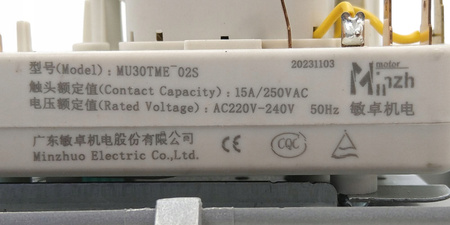 型号(Model)：MU30TME-02S
20231103
触头额定值(Contact Capacity)：15A/250VAC
电压额定值(Rated Voltage)：AC220V-240V 50Hz
motor
Minzh
敏卓机电
广东敏卓机电股份有限公司
Minzhuo Electric Co.,Ltd.
CE
CQC